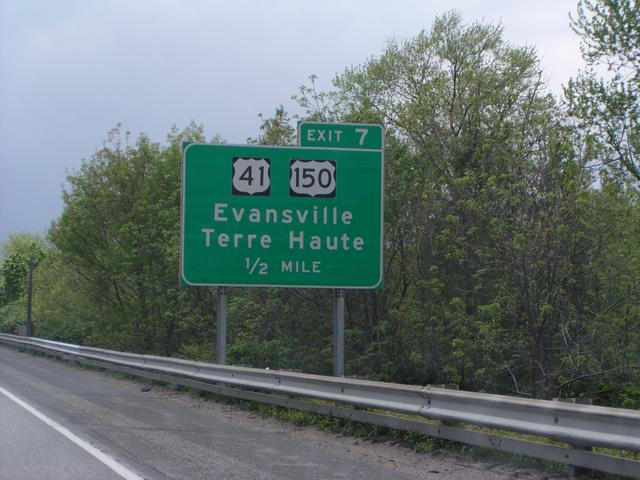 EXIT 7
41 150
Evansville
Terre Haute
1/2 MILE